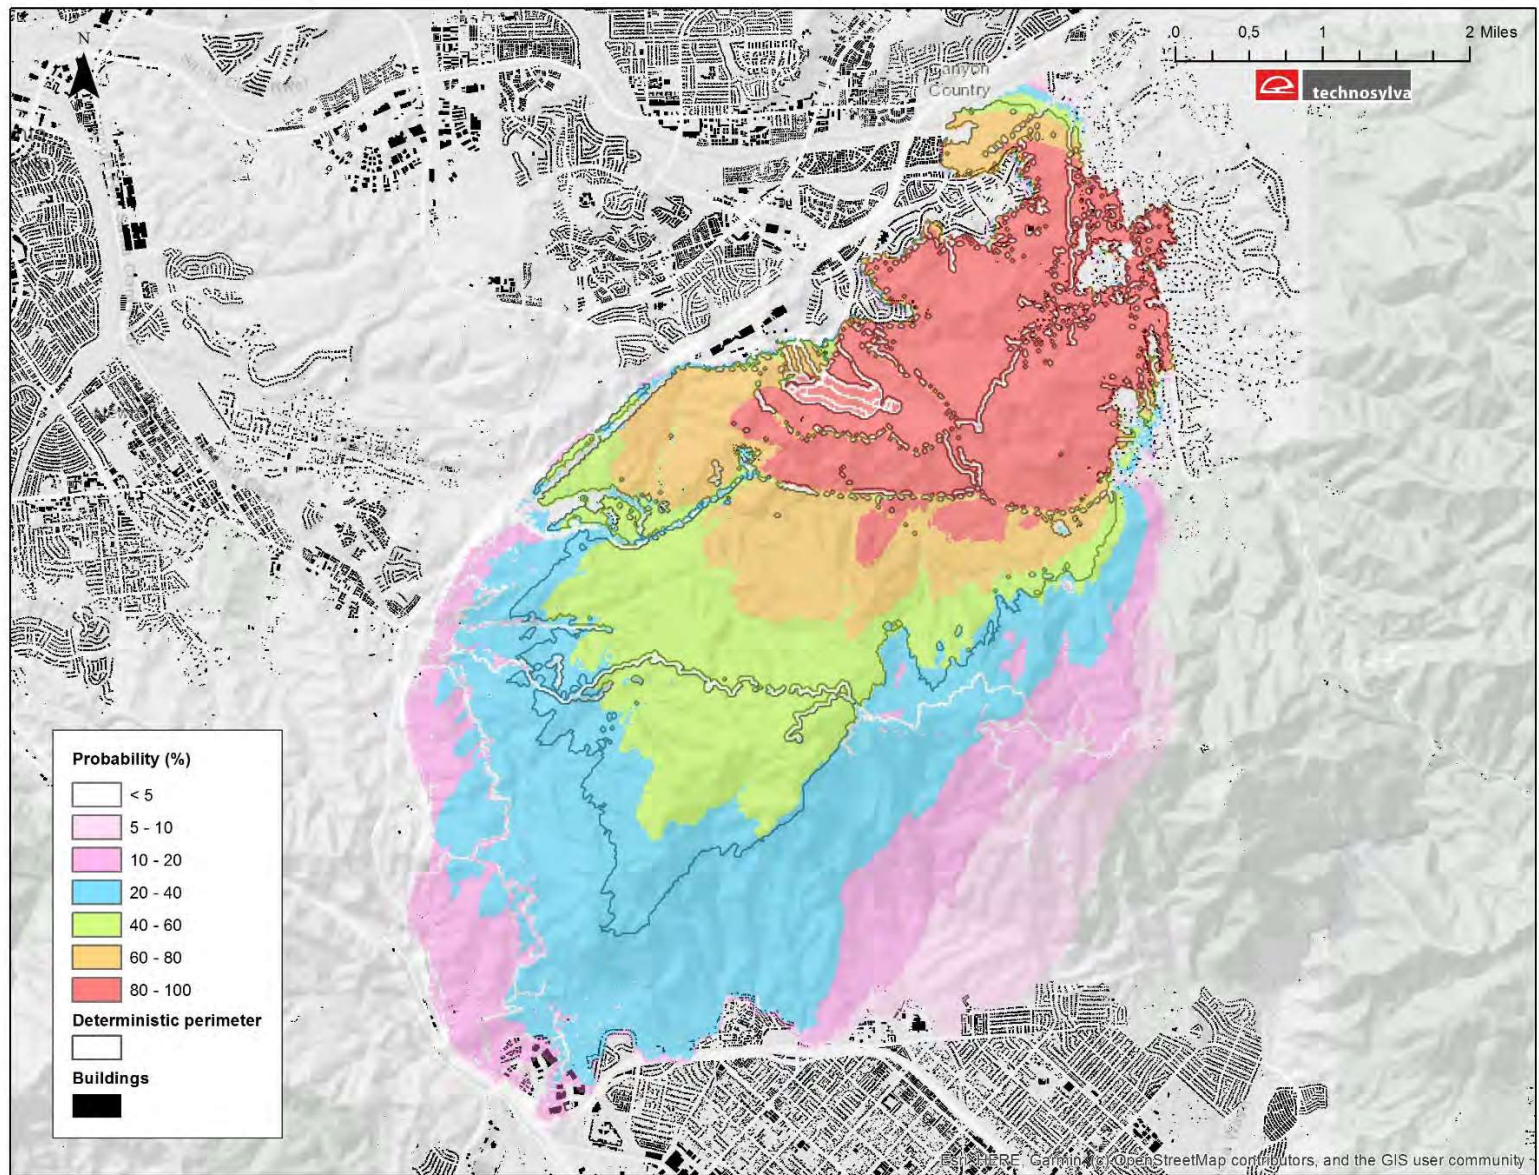 N
0 0,5 1 2 Miles
technosylva
Canyon
Country
Probability (%)
< 5
5 - 10
10 - 20
20 - 40
40 - 60
60 - 80
80 - 100
Deterministic perimeter
Buildings
Esri, HERE, Garmin, (c) OpenStreetMap contributors, and the GIS user community